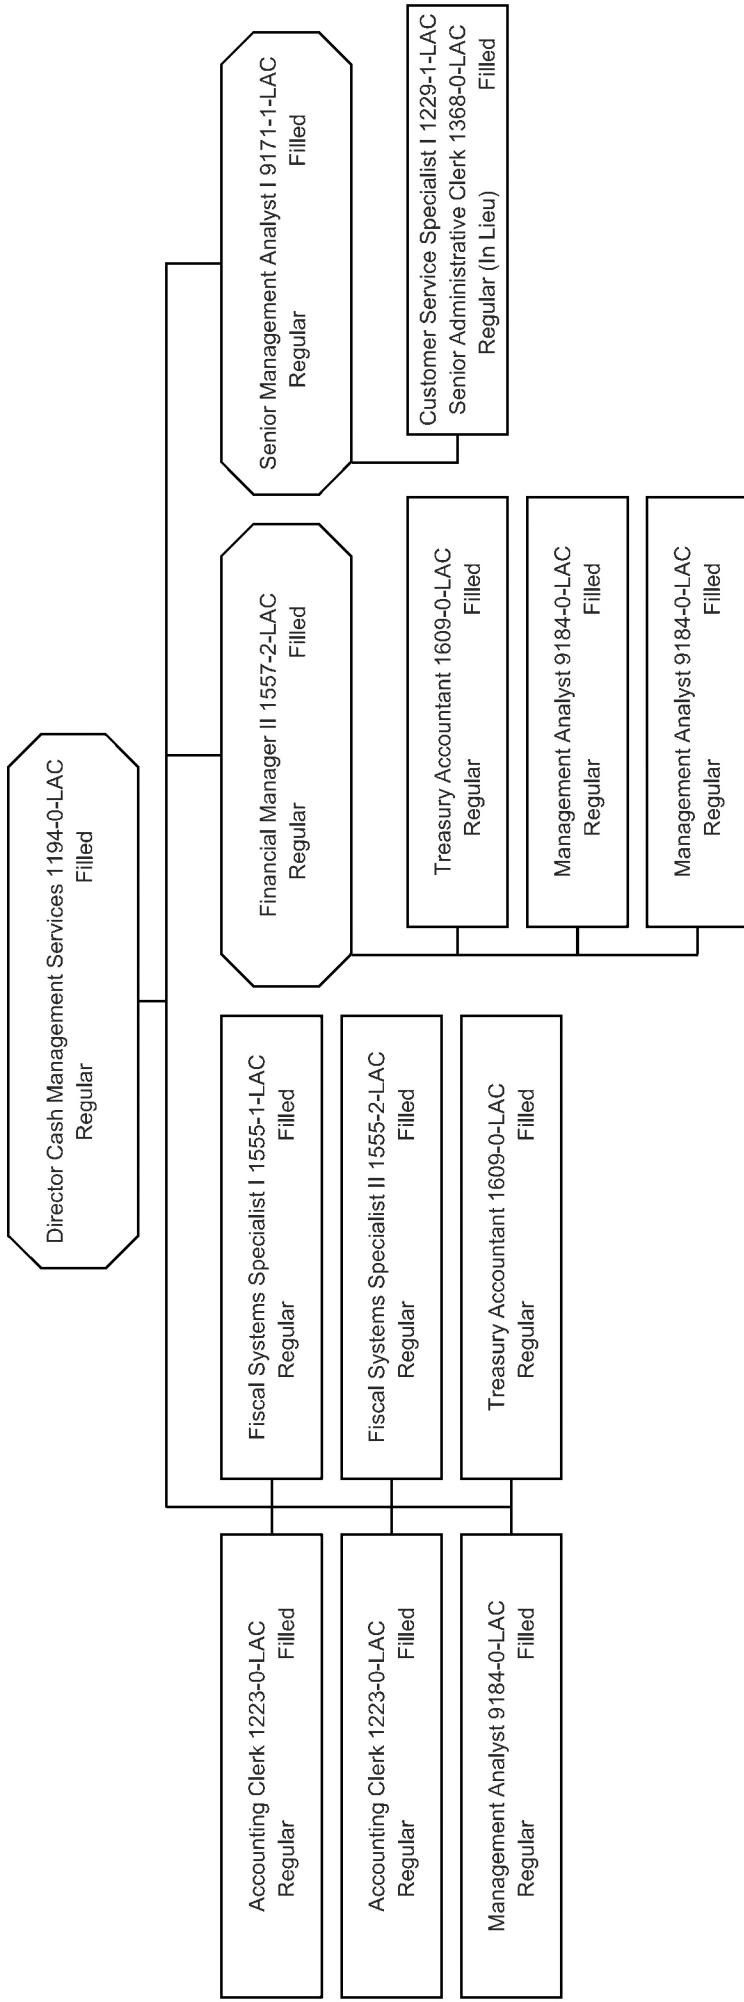 Director Cash Management Services 1194-0-LAC
Regular Filled
Accounting Clerk 1223-0-LAC
Regular Filled
Accounting Clerk 1223-0-LAC
Regular Filled
Management Analyst 9184-0-LAC
Regular Filled
Fiscal Systems Specialist I 1555-1-LAC
Regular Filled
Fiscal Systems Specialist II 1555-2-LAC
Regular Filled
Treasury Accountant 1609-0-LAC
Regular Filled
Financial Manager II 1557-2-LAC
Regular Filled
Treasury Accountant 1609-0-LAC
Regular Filled
Management Analyst 9184-0-LAC
Regular Filled
Management Analyst 9184-0-LAC
Regular Filled
Senior Management Analyst I 9171-1-LAC
Regular Filled
Customer Service Specialist I 1229-1-LAC
Senior Administrative Clerk 1368-0-LAC
Regular (In Lieu) Filled